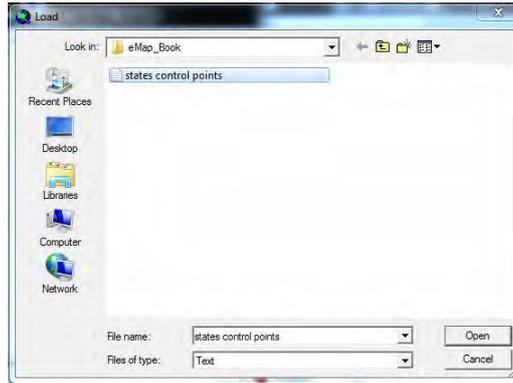 Load
Look in: eMap_Book
states control points
Recent Places
Desktop
Libraries
Computer
Network
File name: states control points Open
Files of type: Text Cancel